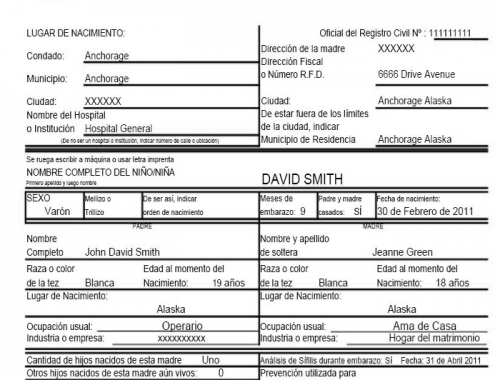 LUGAR DE NACIMIENTO: Oficial del Registro Civil Nº : 111111111
Condado: Anchorage Dirección de la madre XXXXXX
Dirección Fiscal
Municipio: Anchorage o Número R.F.D. 6666 Drive Avenue
Ciudad: XXXXXX Ciudad: Anchorage Alaska
Nombre del Hospital De estar fuera de los límites
o Institución Hospital General de la ciudad, indicar
(De no ser un hospital o institución, indicar número de calle o ubicación) Municipio de Residencia Anchorage Alaska
Se ruega escribir a máquina o usar letra imprenta
NOMBRE COMPLETO DEL NIÑO/NIÑA DAVID SMITH
Primero apellido y luego nombre
SEXO Mellizo o De ser así, indicar Meses de Padre y madre Fecha de nacimiento:
Varón Trillizo orden de nacimiento embarazo: 9 casados: SÍ 30 de Febrero de 2011
PADRE MADRE
Nombre Nombre y apellido
Completo John David Smith de soltera Jeanne Green
Raza o color Edad al momento del Raza o color Edad al momento del
de la tez Blanca Nacimiento: 19 años de la tez Blanca Nacimiento: 18 años
Lugar de Nacimiento: Lugar de Nacimiento:
Alaska Alaska
Ocupación usual: Operario Ocupación usual: Ama de Casa
Industria o empresa: xxxxxxxxxx Industria o empresa: Hogar del matrimonio
Cantidad de hijos nacidos de esta madre Uno Análisis de Sífilis durante embarazo: SÍ Fecha: 31 de Abril 2011
Otros hijos nacidos de esta madre aún vivos: 0 Prevención utilizada para